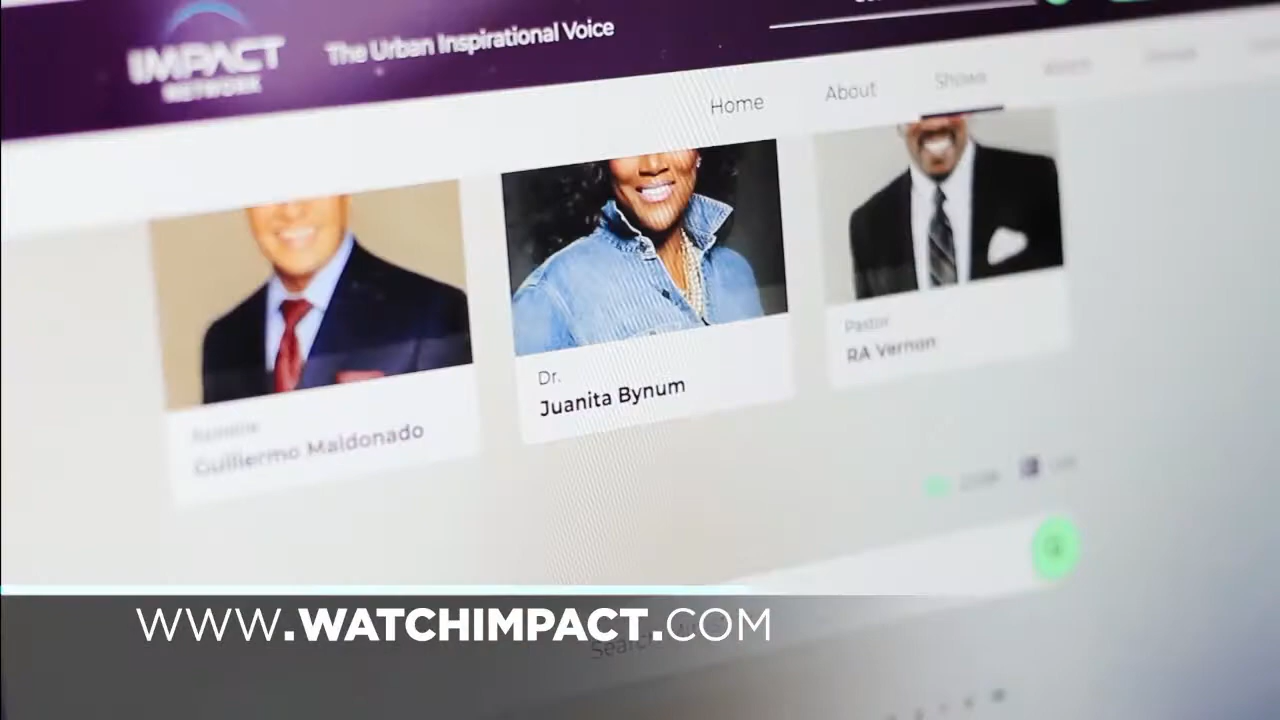 IMPACT
NETWORK
The Urban Inspirational Voice
Home
About
Shows
Guillermo Maldonado
Dr.
Juanita Bynum
Pastor
RA Vernon
WWW.WATCHIMPACT.COM
Search